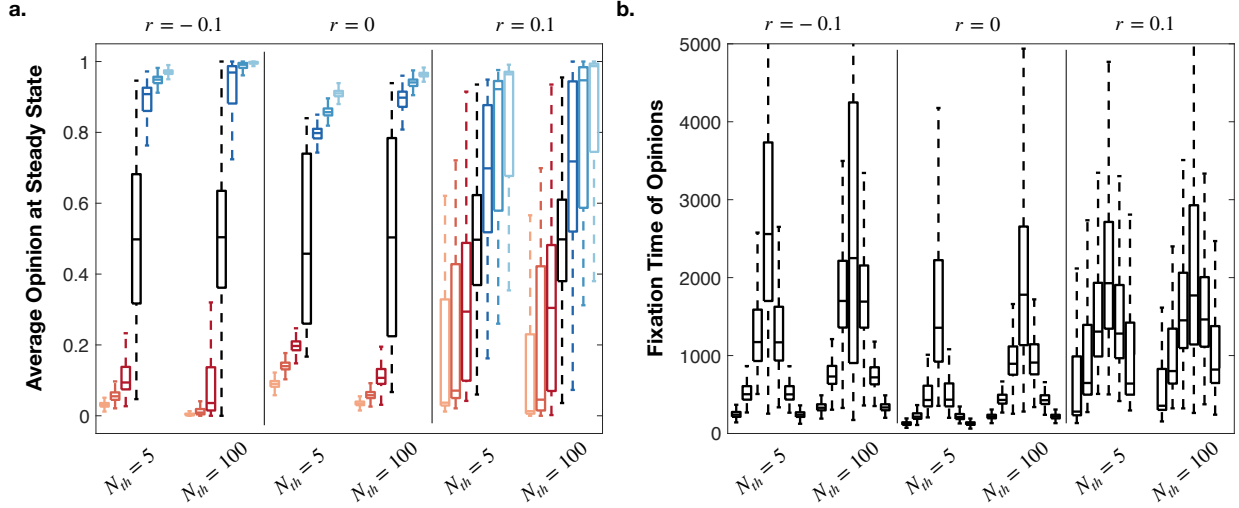 a.
r = − 0.1
r = 0
r = 0.1
Average Opinion at Steady State
1
0.8
0.6
0.4
0.2
0
N_th = 5
N_th = 100
N_th = 5
N_th = 100
N_th = 5
N_th = 100
b.
r = − 0.1
r = 0
r = 0.1
Fixation Time of Opinions
5000
4000
3000
2000
1000
0
N_th = 5
N_th = 100
N_th = 5
N_th = 100
N_th = 5
N_th = 100